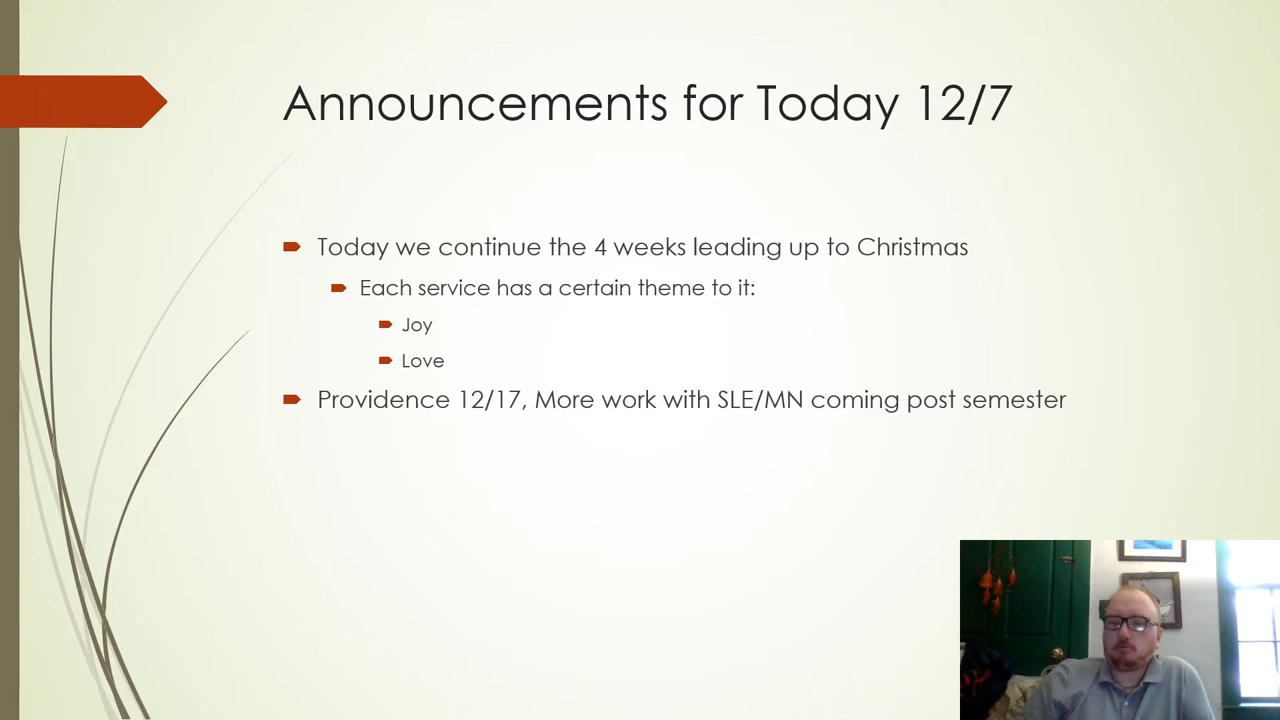 Announcements for Today 12/7
Today we continue the 4 weeks leading up to Christmas
Each service has a certain theme to it:
Joy
Love
Providence 12/17, More work with SLE/MN coming post semester